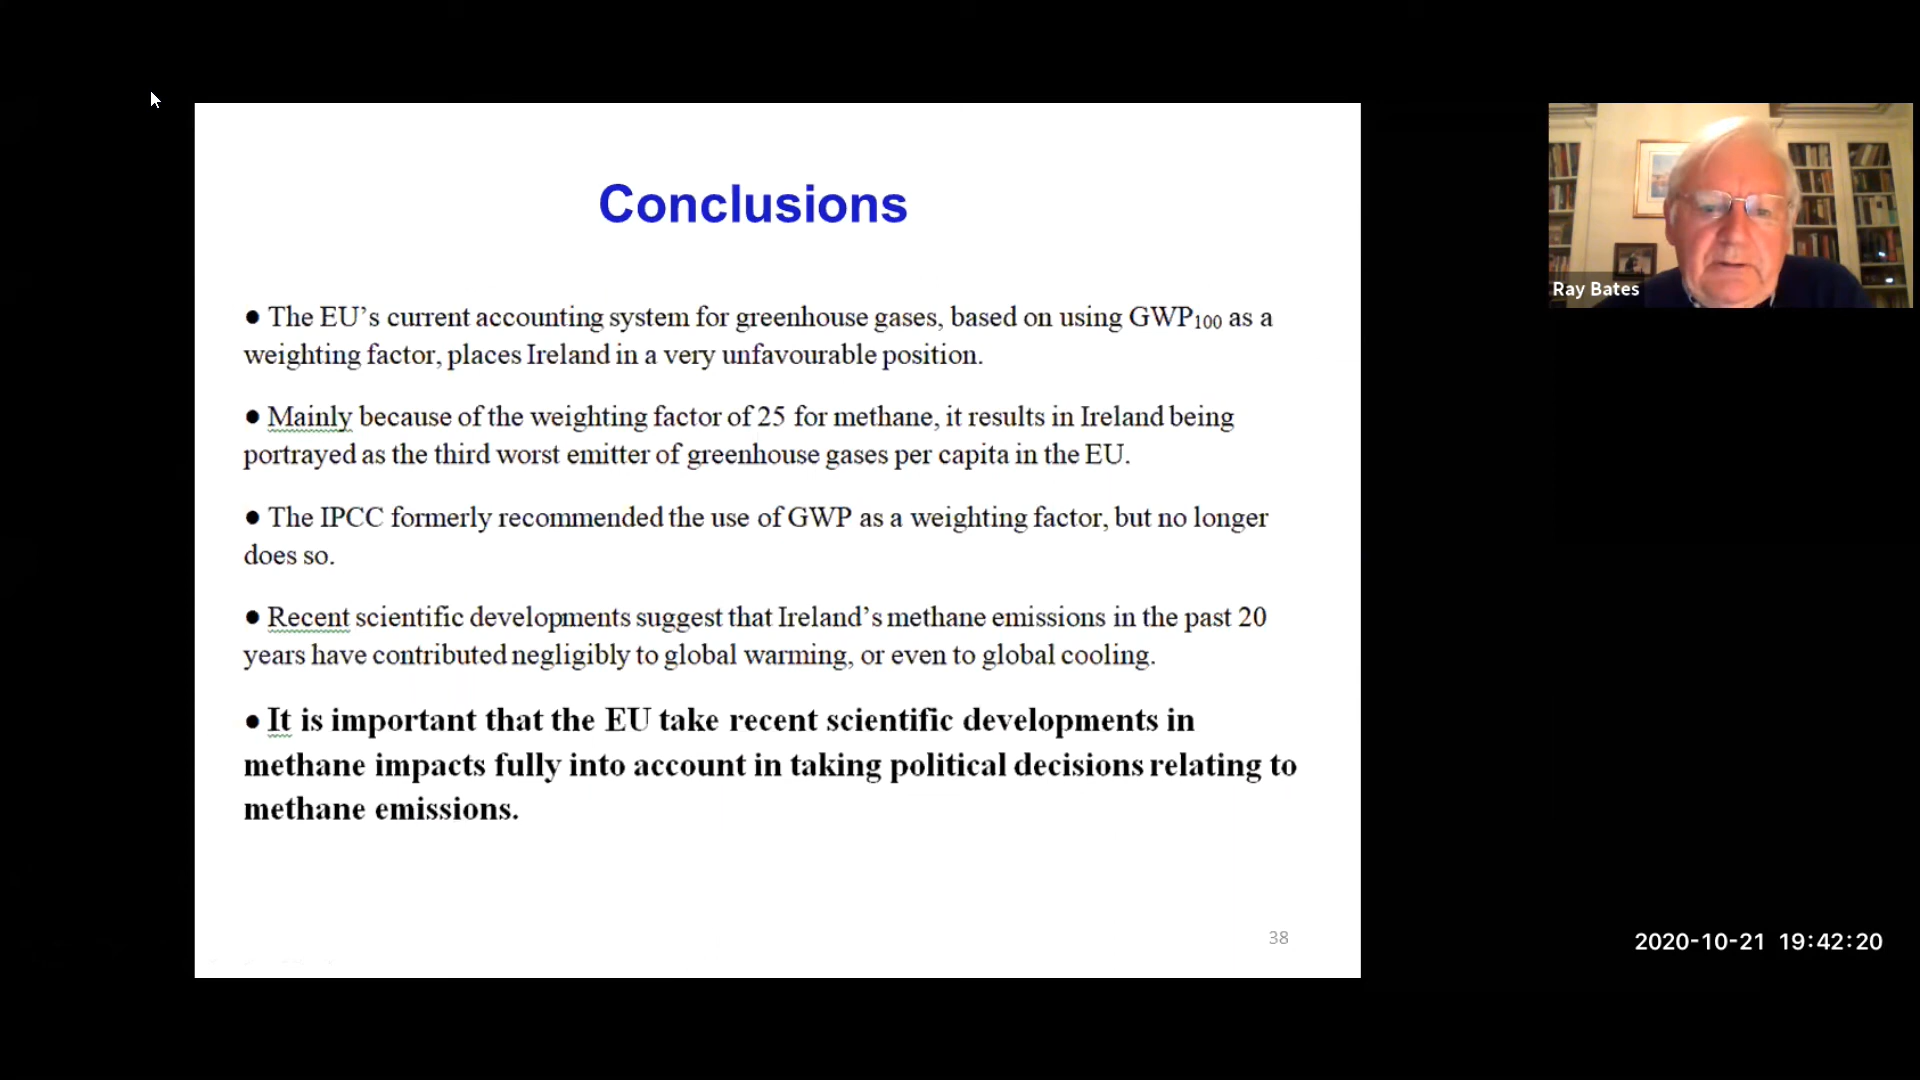 Conclusions
● The EU’s current accounting system for greenhouse gases, based on using GWP₁₀₀ as a
weighting factor, places Ireland in a very unfavourable position.
● Mainly because of the weighting factor of 25 for methane, it results in Ireland being
portrayed as the third worst emitter of greenhouse gases per capita in the EU.
● The IPCC formerly recommended the use of GWP as a weighting factor, but no longer
does so.
● Recent scientific developments suggest that Ireland’s methane emissions in the past 20
years have contributed negligibly to global warming, or even to global cooling.
● It is important that the EU take recent scientific developments in
methane impacts fully into account in taking political decisions relating to
methane emissions.
38
Ray Bates
2020-10-21 19:42:20